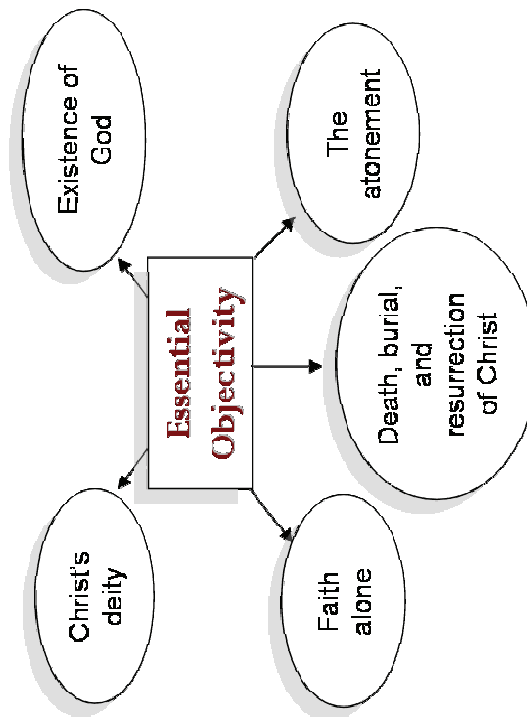 Christ's
deity
Existence of
God
Essential
Objectivity
Faith
alone
Death, burial,
and
resurrection
of Christ
The
atonement